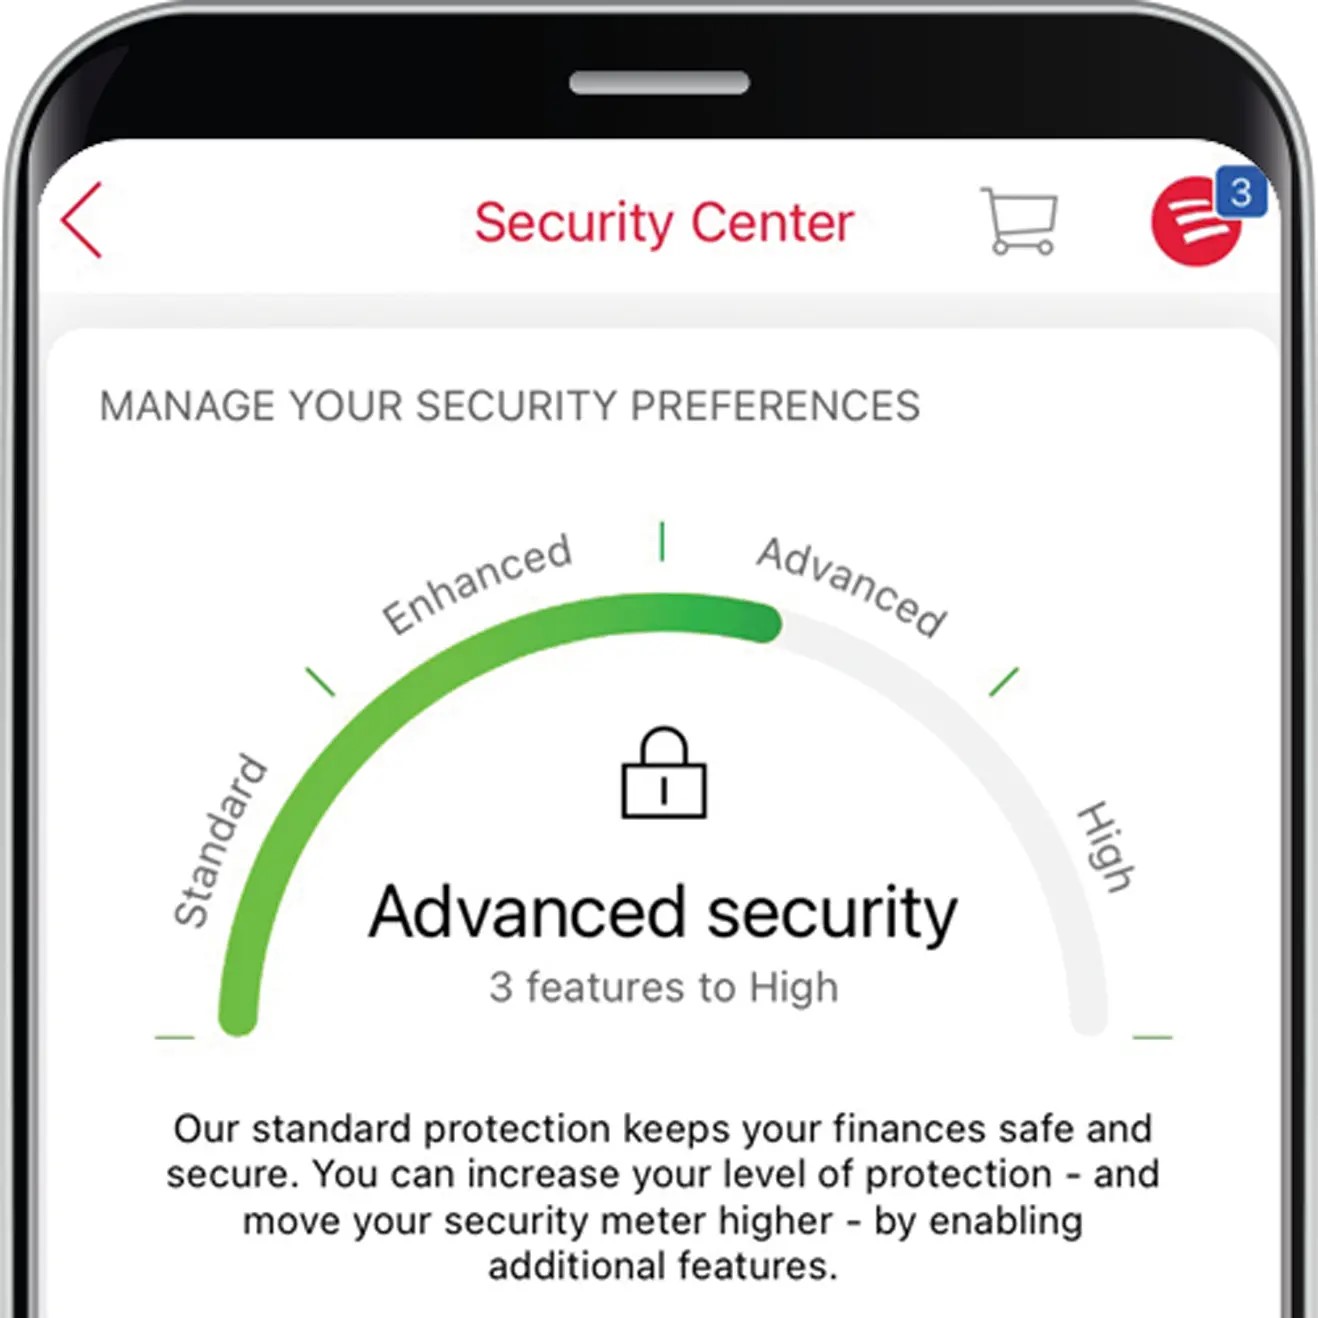 Security Center
3
MANAGE YOUR SECURITY PREFERENCES
Standard
Enhanced
Advanced
High
Advanced security
3 features to High
Our standard protection keeps your finances safe and
secure. You can increase your level of protection - and
move your security meter higher - by enabling
additional features.